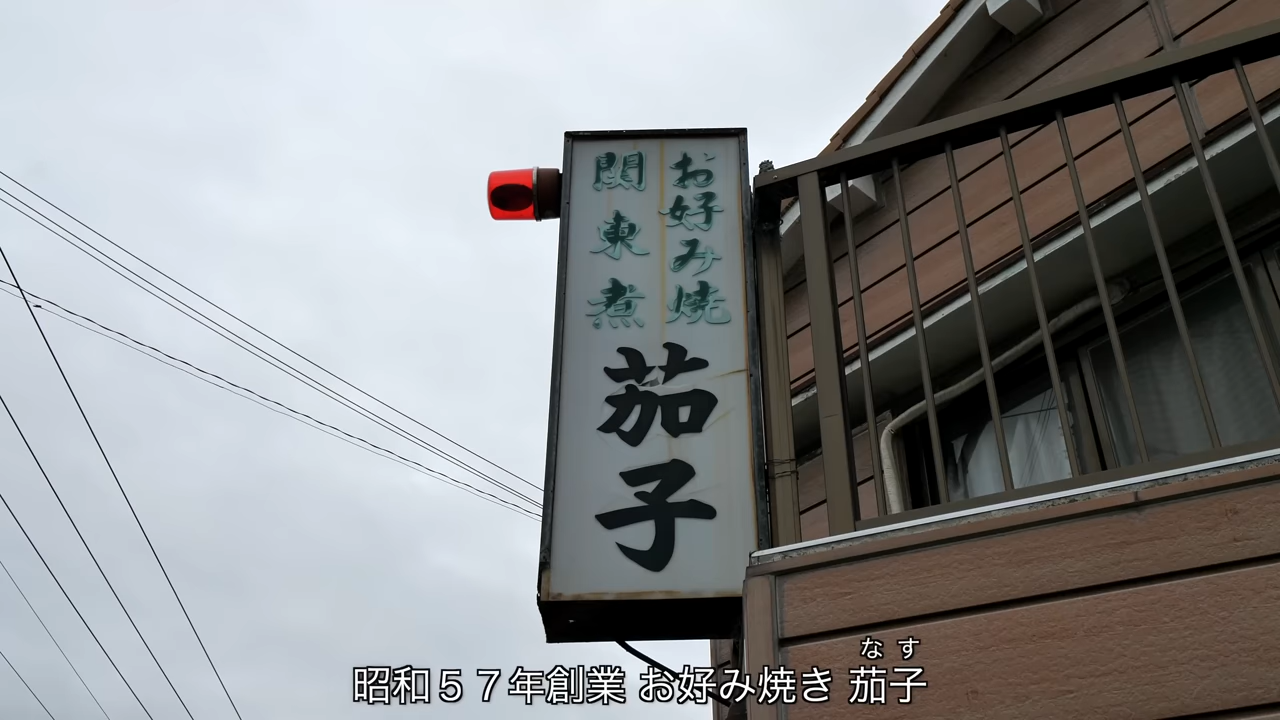 お好み焼
関東煮
茄子
なす
昭和５７年創業 お好み焼き 茄子